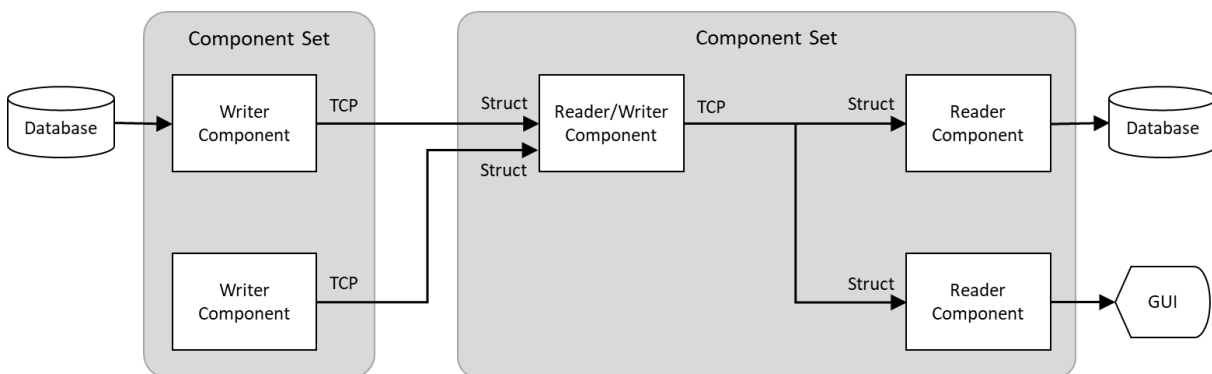 Component Set
Component Set
Database
Writer
Component
TCP
Struct
Struct
Reader/Writer
Component
TCP
Struct
Reader
Component
Database
Writer
Component
TCP
Struct
Reader
Component
GUI